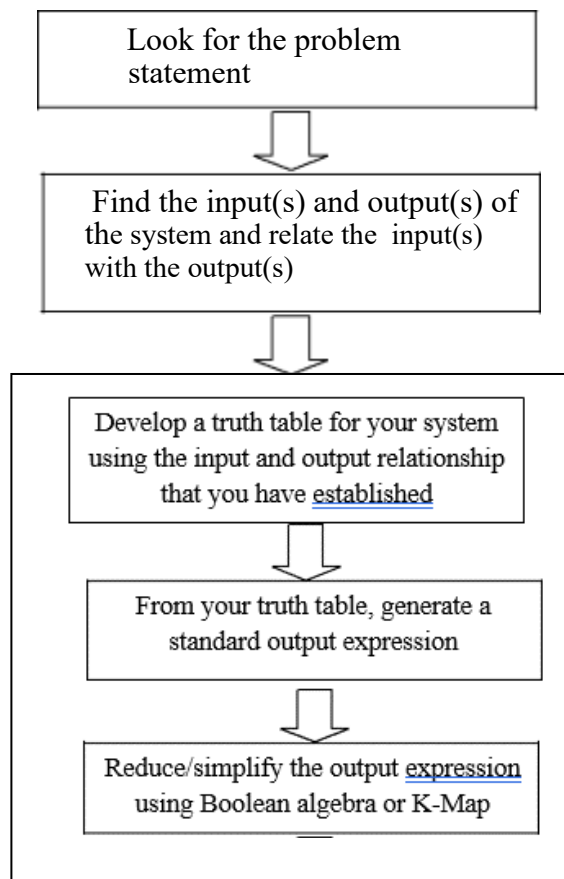 Look for the problem
statement
Find the input(s) and output(s) of
the system and relate the input(s)
with the output(s)
Develop a truth table for your system
using the input and output relationship
that you have established
From your truth table, generate a
standard output expression
Reduce/simplify the output expression
using Boolean algebra or K-Map